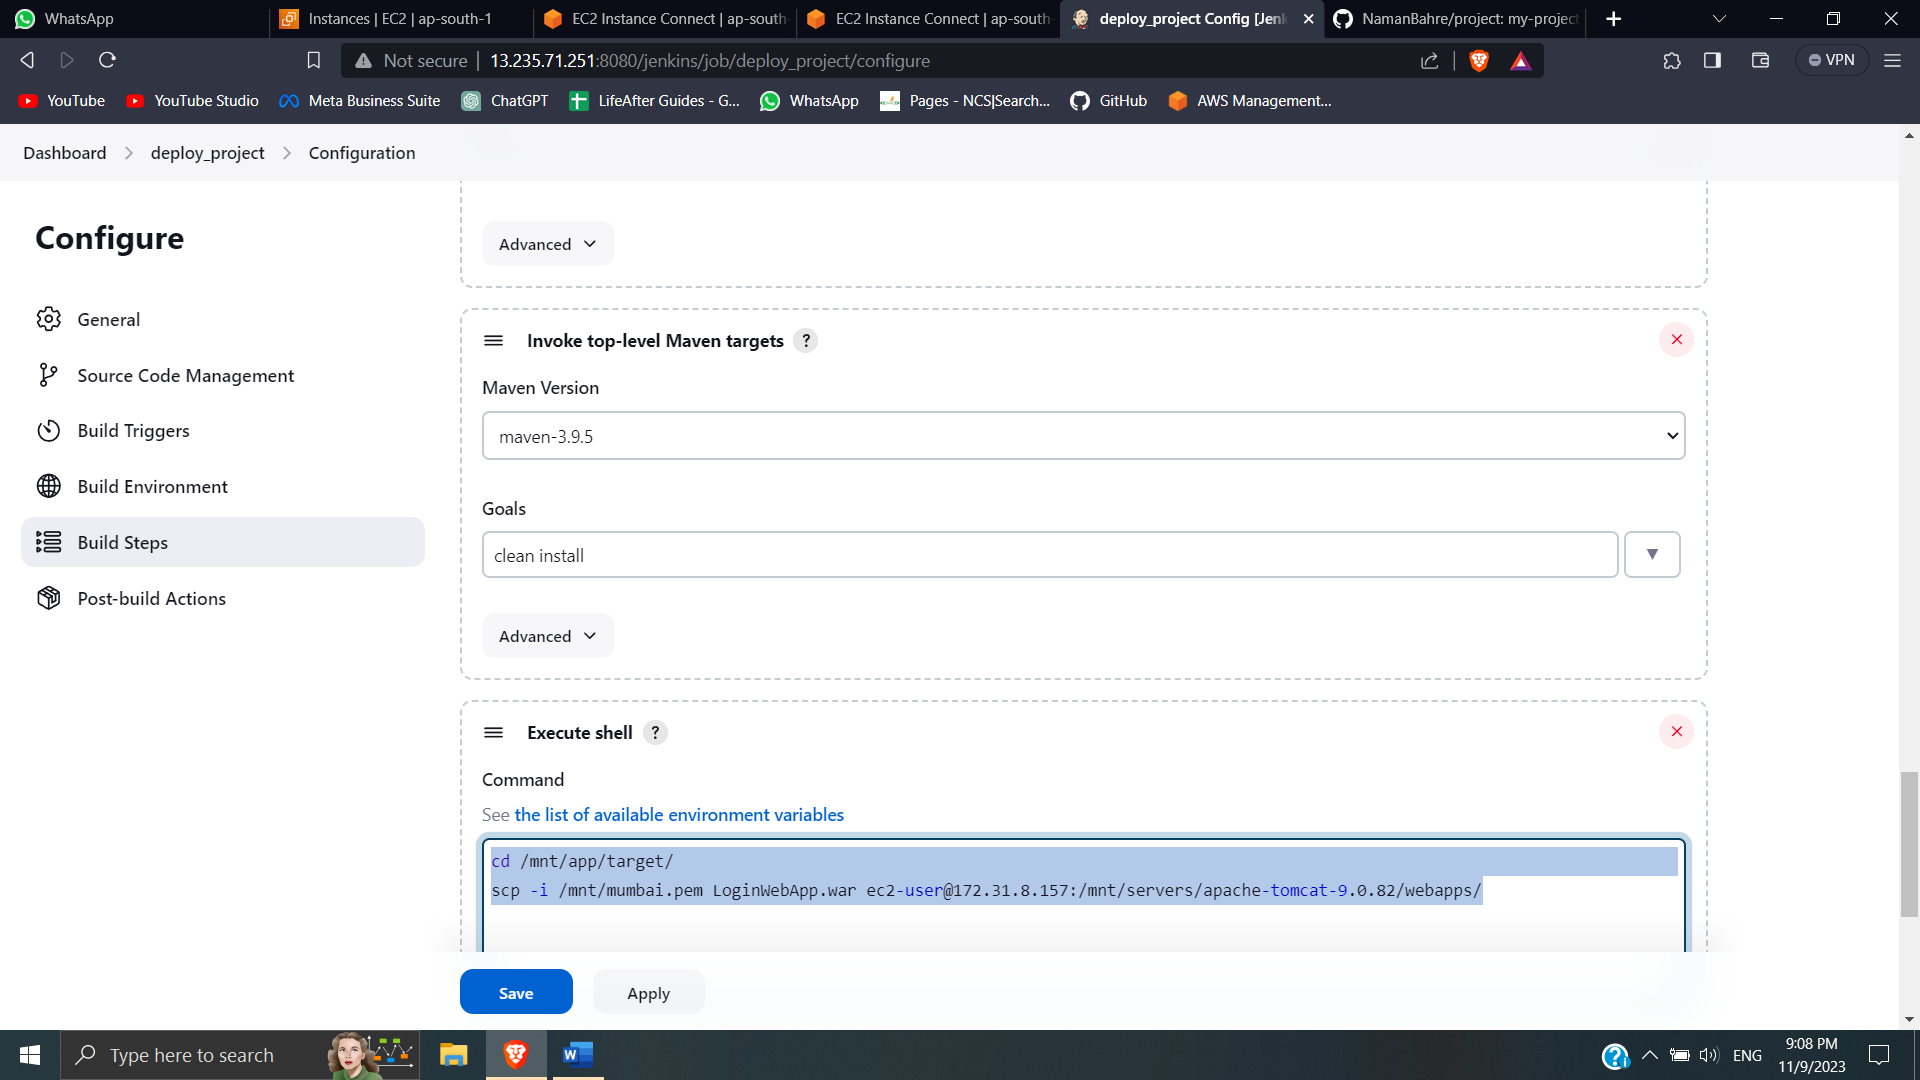 WhatsApp
Instances | EC2 | ap-south-1
EC2 Instance Connect | ap-south-
EC2 Instance Connect | ap-south-
deploy_project Config [Jenk
NamanBahre/project: my-project
Not secure
13.235.71.251:8080/jenkins/job/deploy_project/configure
VPN
YouTube
YouTube Studio
Meta Business Suite
ChatGPT
LifeAfter Guides - G...
WhatsApp
Pages - NCS|Search...
GitHub
AWS Management...
Dashboard
deploy_project
Configuration
Configure
General
Source Code Management
Build Triggers
Build Environment
Build Steps
Post-build Actions
Advanced
Invoke top-level Maven targets ?
Maven Version
maven-3.9.5
Goals
clean install
Advanced
Execute shell ?
Command
See the list of available environment variables
cd /mnt/app/target/
scp -i /mnt/mumbai.pem LoginWebApp.war ec2-user@172.31.8.157:/mnt/servers/apache-tomcat-9.0.82/webapps/
Save
Apply
Type here to search
ENG
9:08 PM
11/9/2023